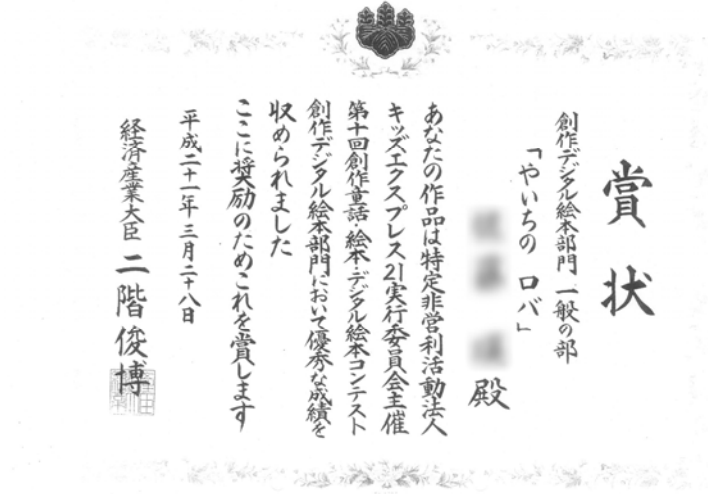 賞状
創作デジタル絵本部門 一般の部
「やいちの ロバ」
殿
あなたの作品は特定非営利活動法人
キッズエクスプレス21実行委員会主催
第十回創作童話・絵本・デジタル絵本コンテスト
創作デジタル絵本部門において優秀な成績を
収められました
ここに奨励のためこれを賞します
平成二十一年三月二十八日
経済産業大臣 二階俊博